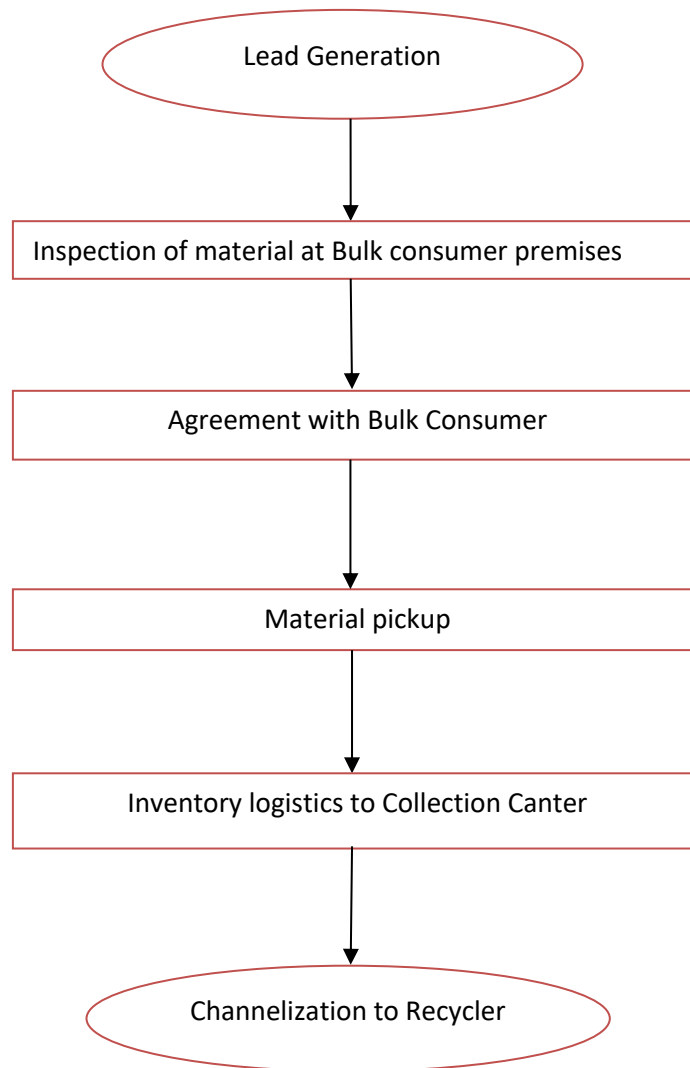 Lead Generation
Inspection of material at Bulk consumer premises
Agreement with Bulk Consumer
Material pickup
Inventory logistics to Collection Canter
Channelization to Recycler